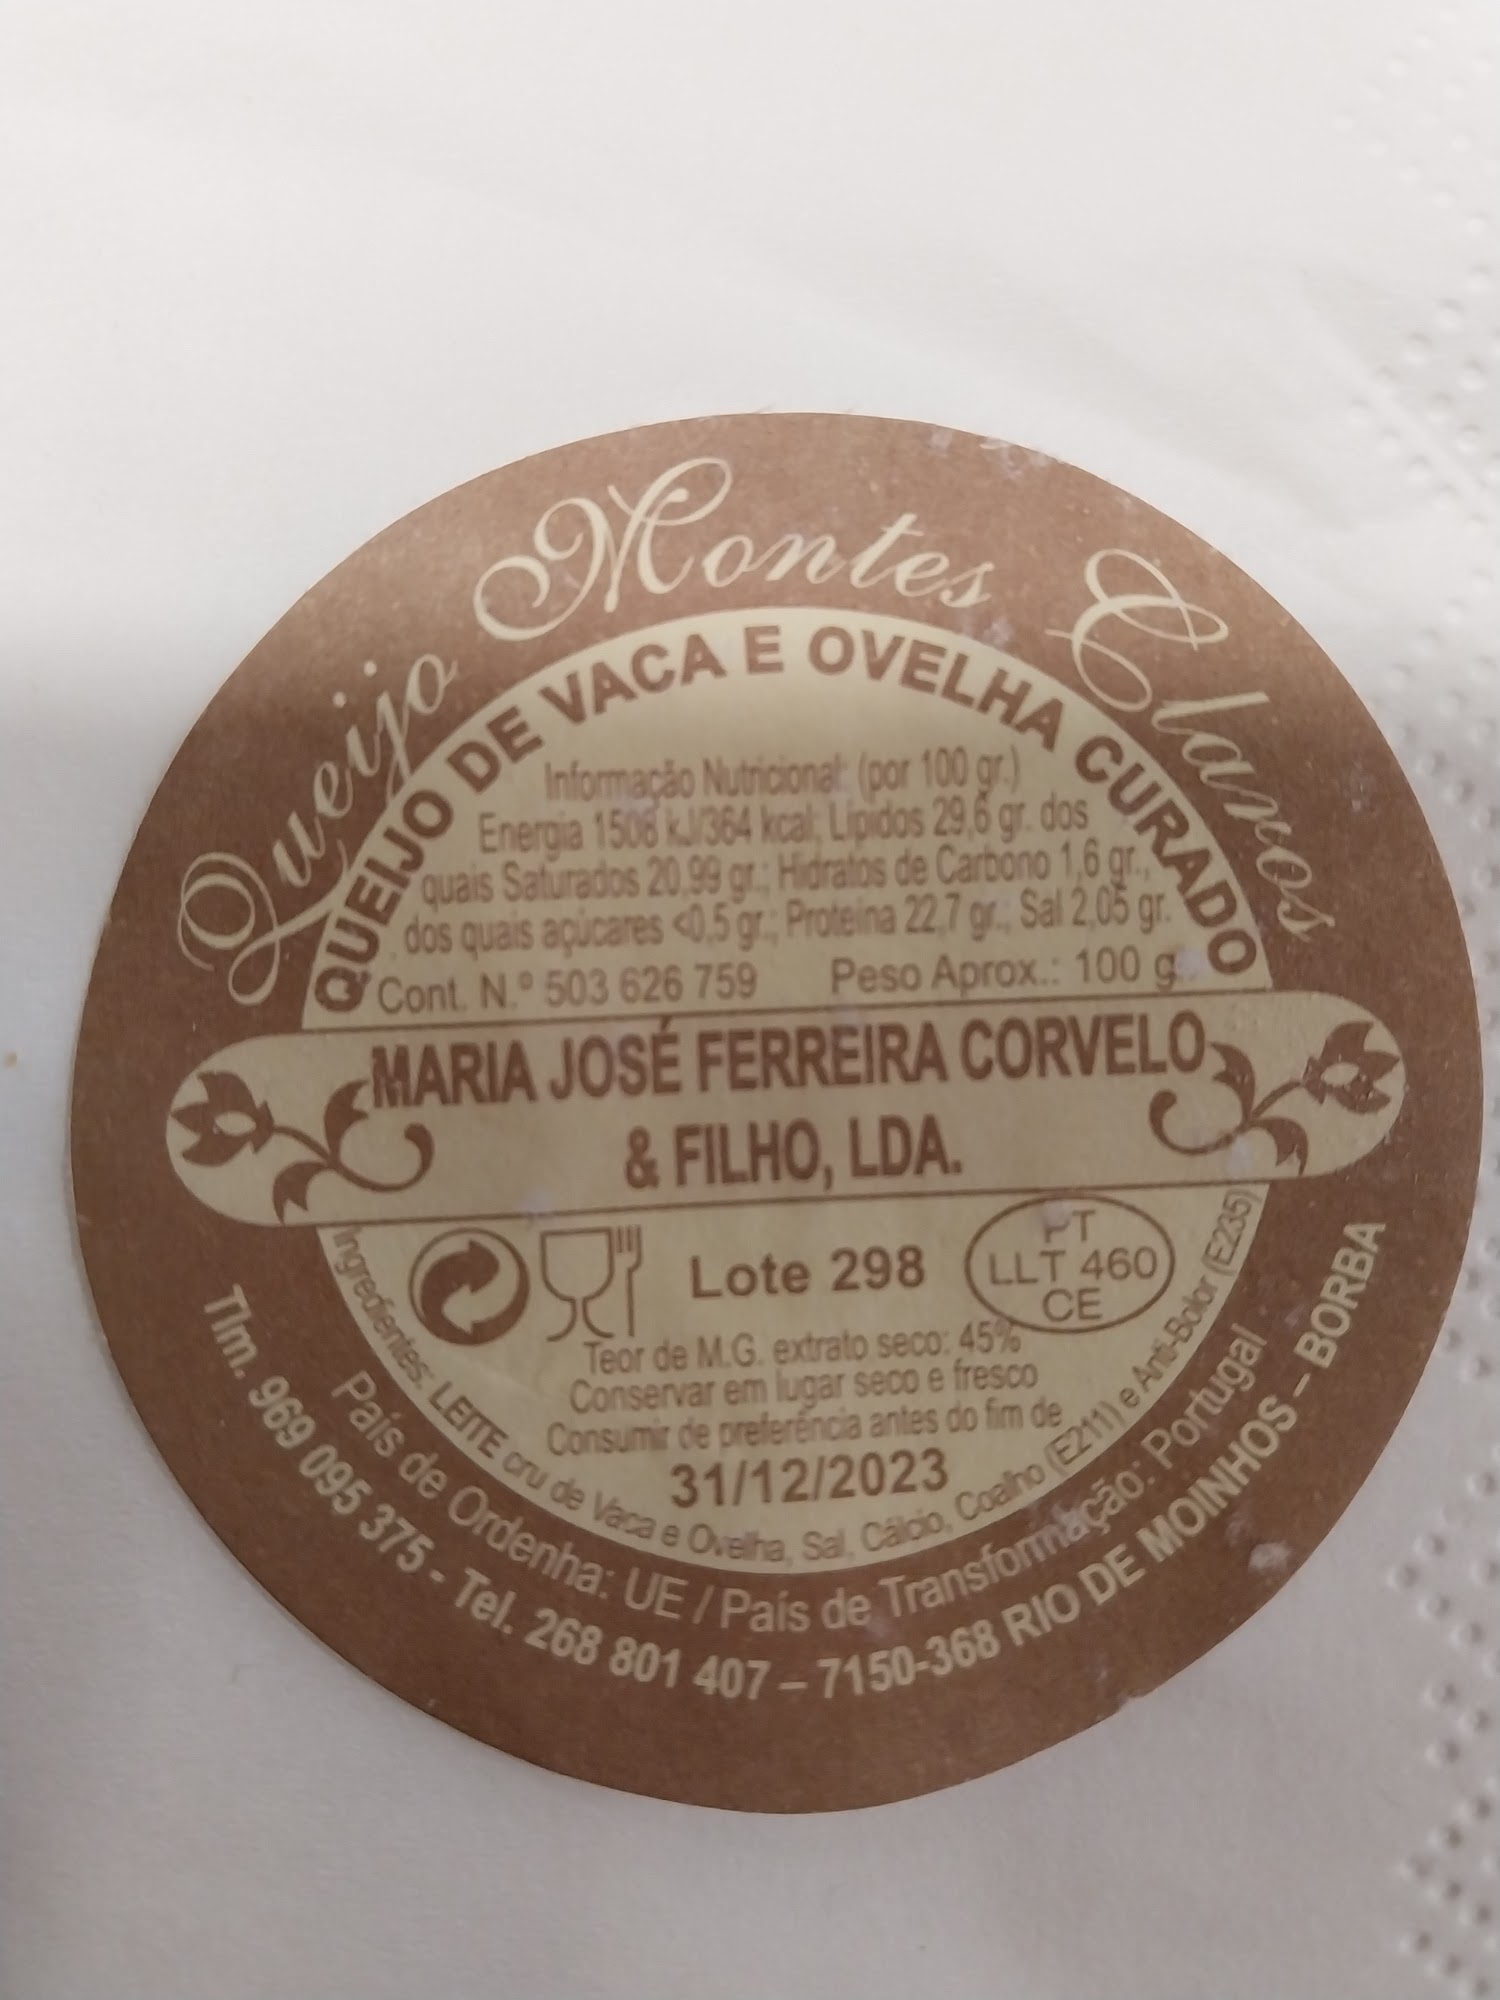 Queijo Montes Claros
QUEIJO DE VACA E OVELHA CURADO
Informação Nutricional: (por 100 gr.)
Energia 1508 kJ/364 kcal; Lípidos 29,6 gr. dos
quais Saturados 20,99 gr.; Hidratos de Carbono 1,6 gr.,
dos quais açúcares <0,5 gr.; Proteína 22,7 gr.; Sal 2,05 gr.
Cont. N.º 503 626 759 Peso Aprox.: 100 g.
MARIA JOSÉ FERREIRA CORVELO
& FILHO, LDA.
Lote 298
PT
LLT 460
CE
Teor de M.G. extrato seco: 45%
Conservar em lugar seco e fresco
Consumir de preferência antes do fim de
31/12/2023
Ingredientes: LEITE cru de Vaca e Ovelha, Sal, Cálcio, Coalho (E211) e Anti-Bolor (E235)
País de Ordenha: UE / País de Transformação: Portugal
Tlm. 969 095 375 - Tel. 268 801 407 – 7150-368 RIO DE MOINHOS – BORBA